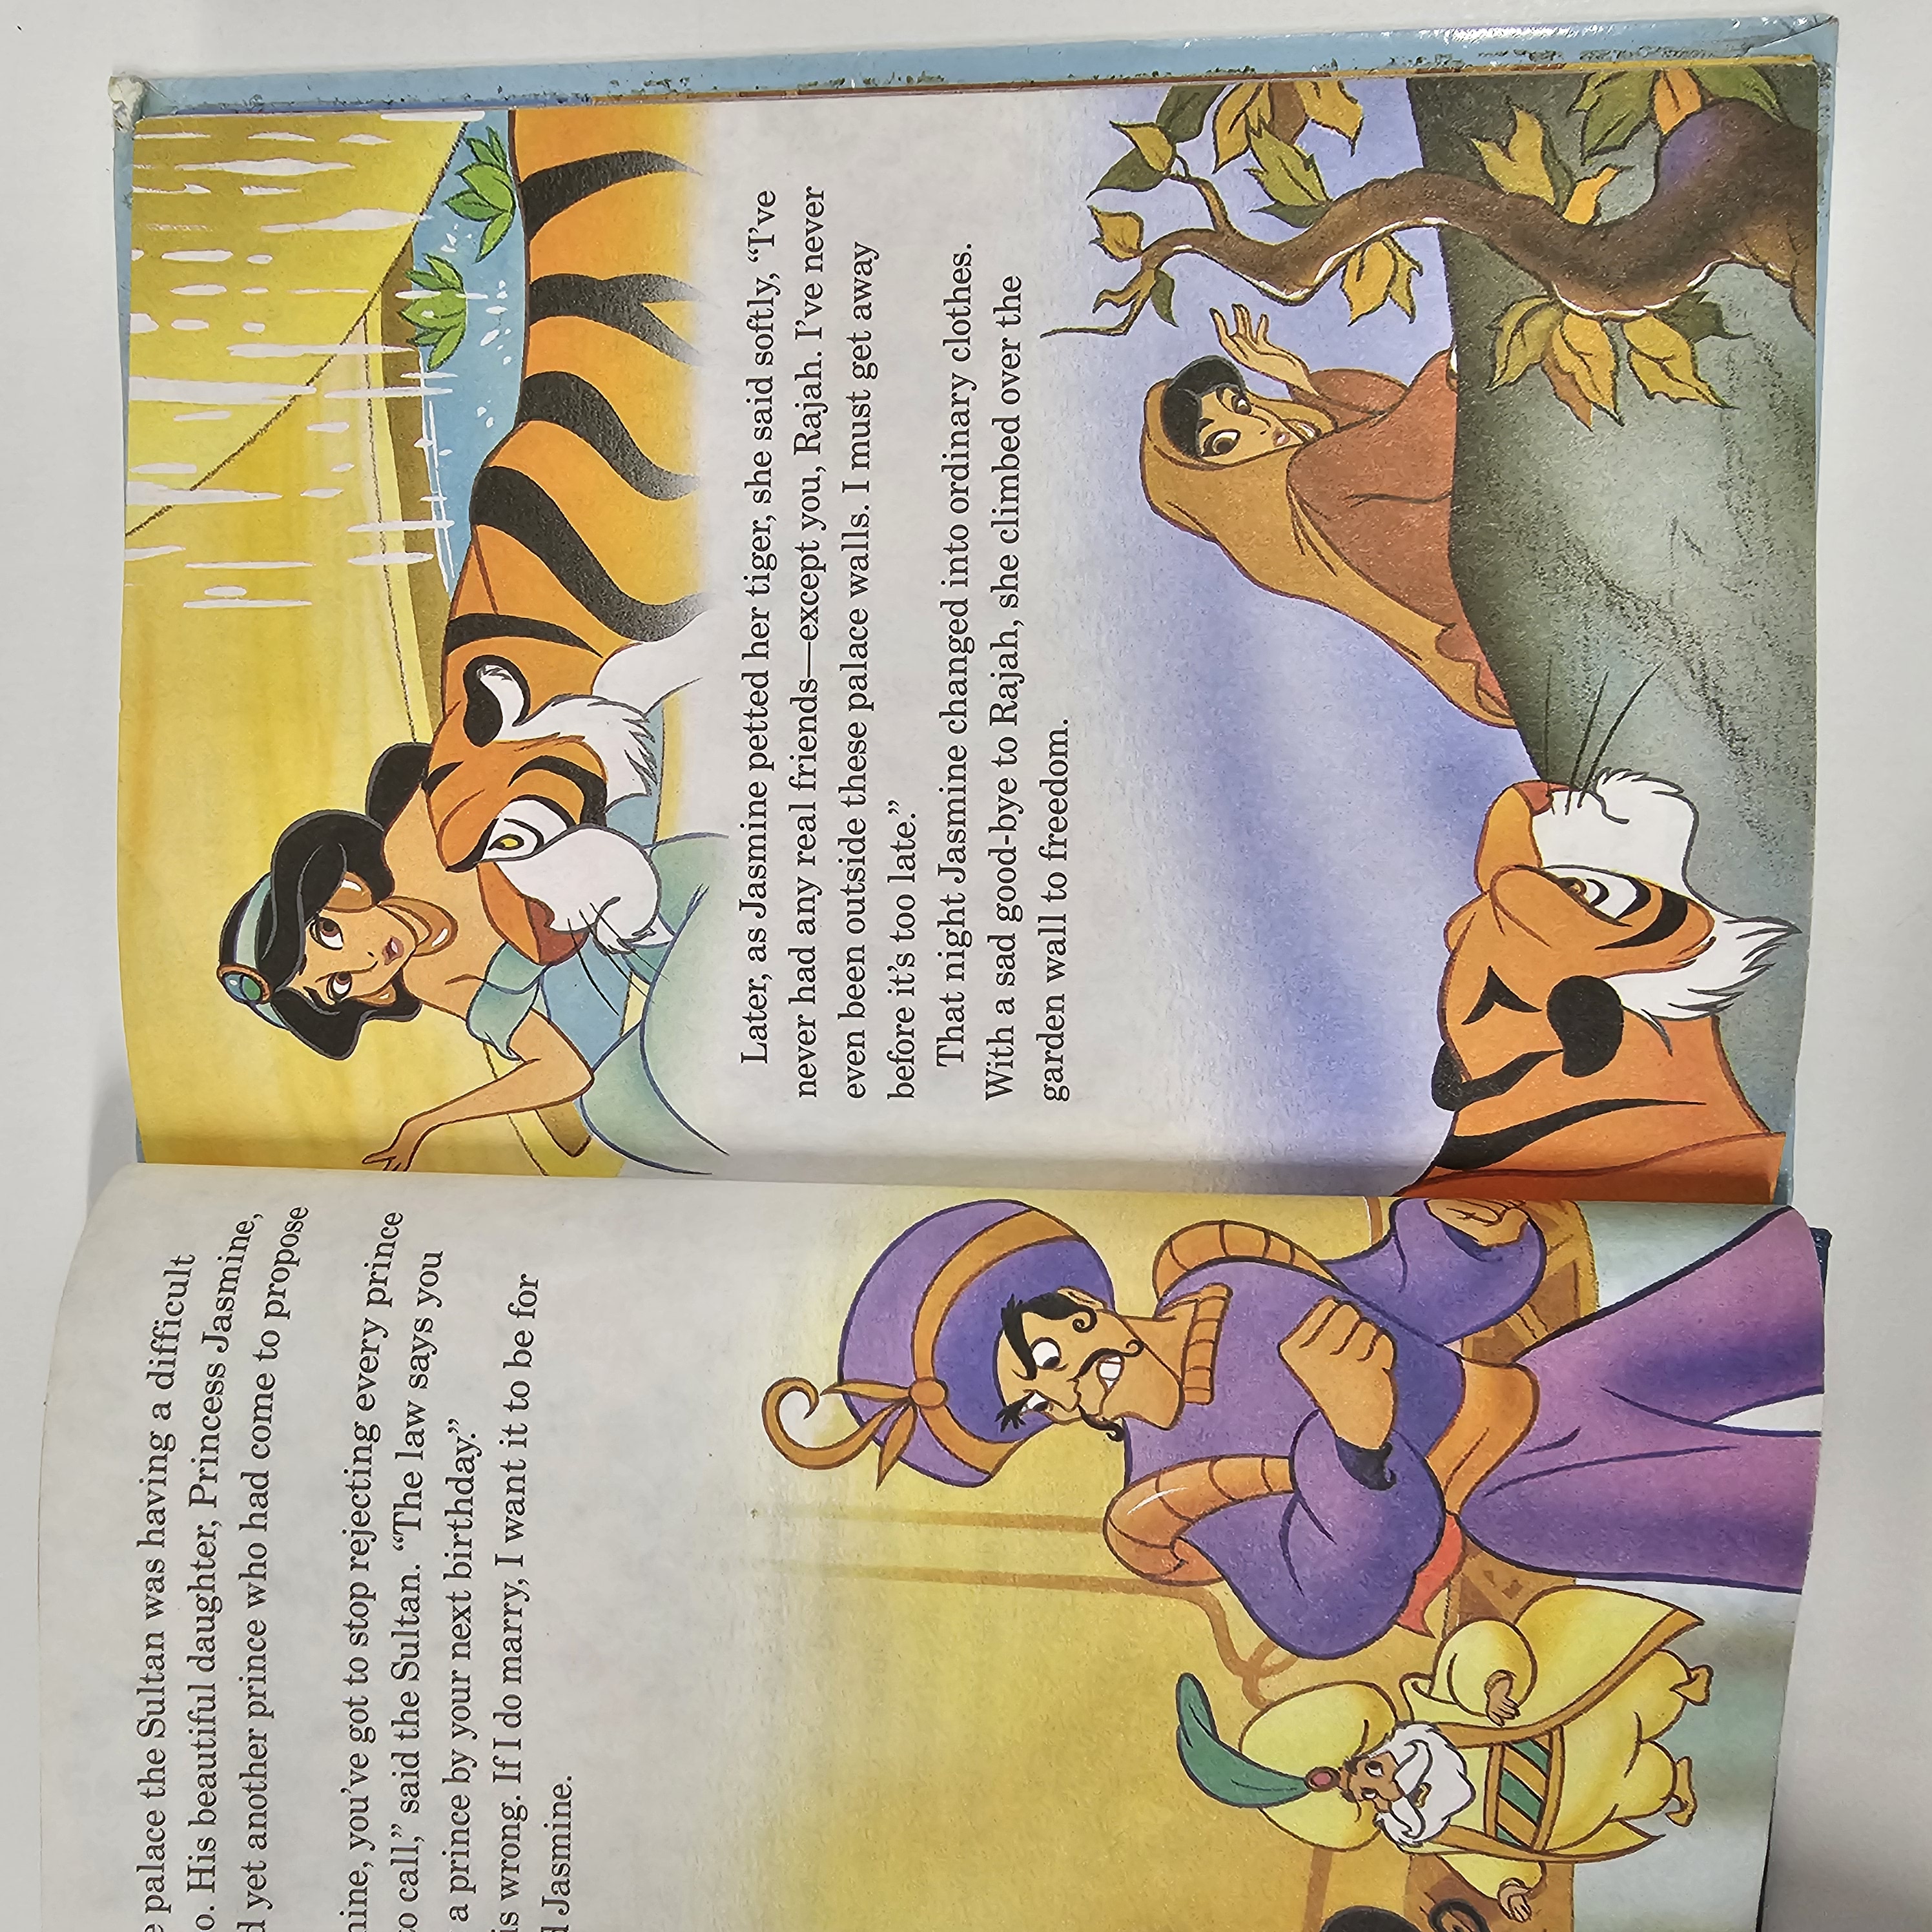 palace the Sultan was having a difficult
His beautiful daughter, Princess Jasmine,
yet another prince who had come to propose
you’ve got to stop rejecting every prince
call,” said the Sultan. “The law says you
a prince by your next birthday.”
wrong. If I do marry, I want it to be for
Jasmine.
Later, as Jasmine petted her tiger, she said softly, “I’ve
never had any real friends—except you, Rajah. I’ve never
even been outside these palace walls. I must get away
before it’s too late.”
That night Jasmine changed into ordinary clothes.
With a sad good-bye to Rajah, she climbed over the
garden wall to freedom.